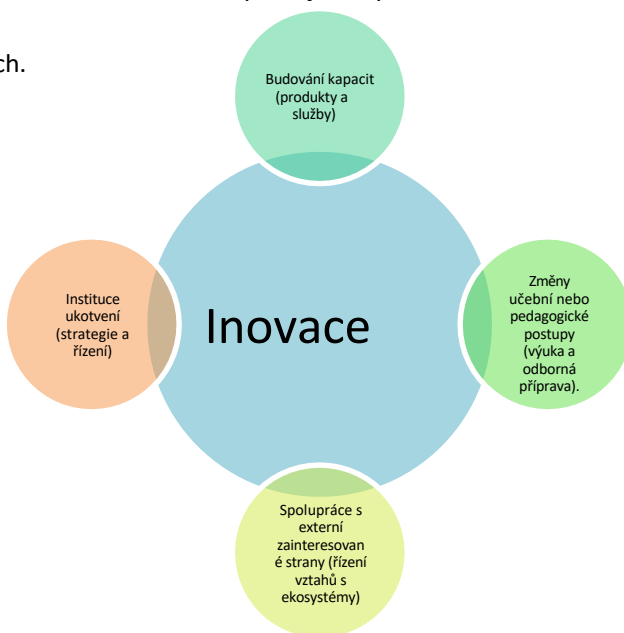 ch.
Budování kapacit
(produkty a
služby)
Instituce
ukotvení
(strategie a
řízení)
Inovace
Změny
učební nebo
pedagogické
postupy
(výuka a
odborná
příprava).
Spolupráce s
externí
zainteresovan
é strany (řízení
vztahů s
ekosystémy)